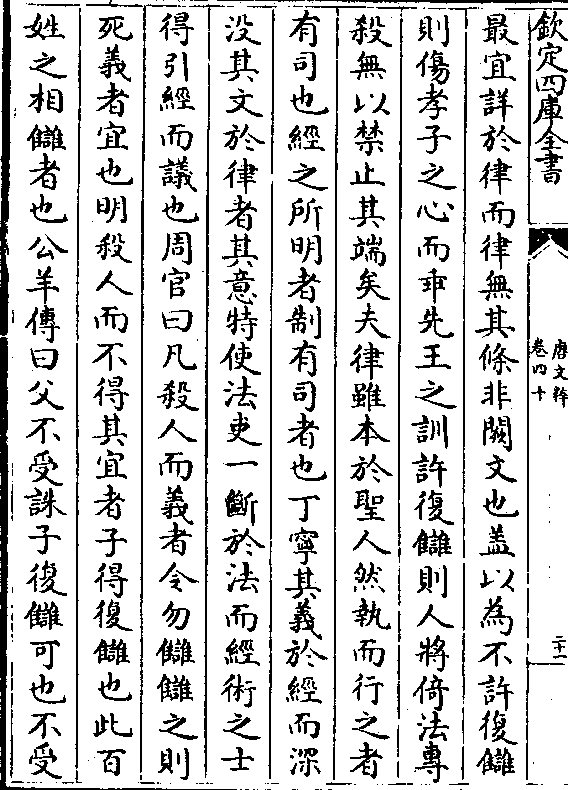 欽定四庫全書
唐文粹
卷四十
二十一
最宜詳於律而律無其條非闕文也盖以為不許復讎
則傷孝子之心而乖先王之訓許復讎則人將倚法專
殺無以禁止其端矣夫律雖本於聖人然執而行之者
有司也經之所明者制有司者也丁寧其義於經而深
没其文於律者其意特使法吏一斷於法而經術之士
得引經而議也周官曰凡殺人而義者令勿讎讎之則
死義者宜也明殺人而不得其宜者子得復讎也此百
姓之相讎者也公羊傳曰父不受誅子復讎可也不受